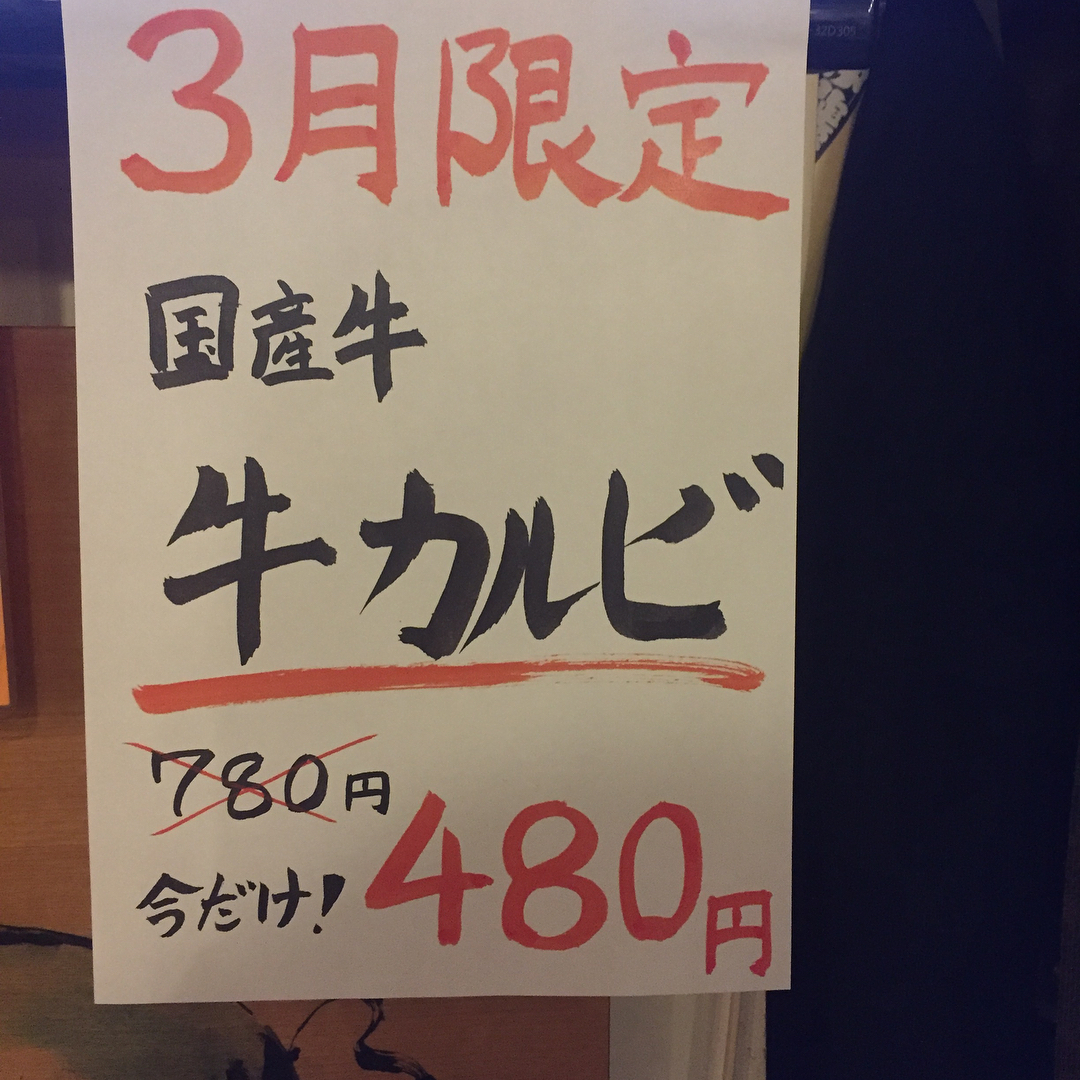 3月限定
国産牛
牛カルビ
780円
今だけ! 480円